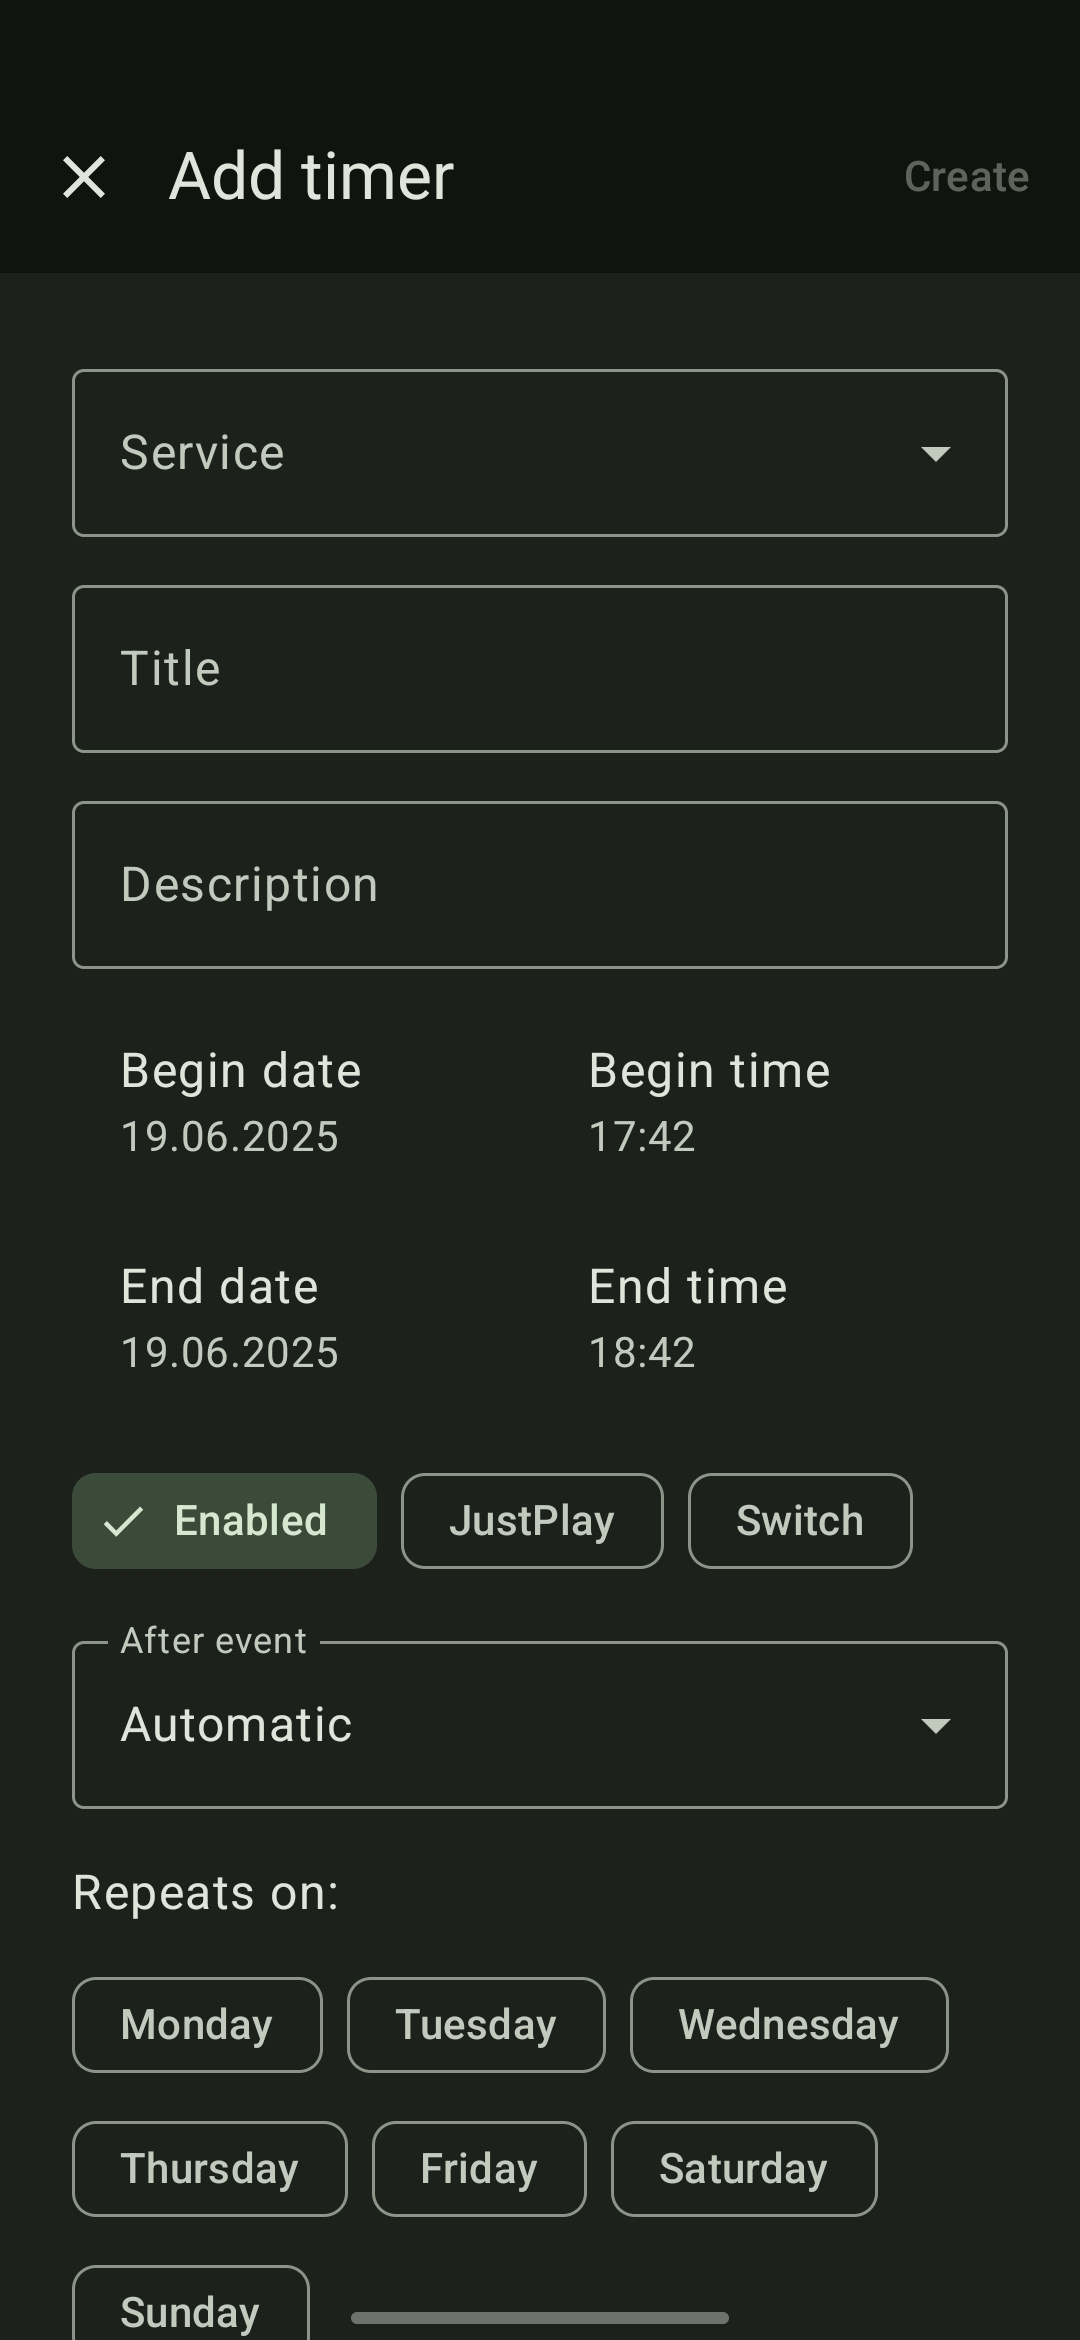 Add timer
Create
Service
Title
Description
Begin date
19.06.2025
Begin time
17:42
End date
19.06.2025
End time
18:42
Enabled
JustPlay
Switch
After event
Automatic
Repeats on:
Monday
Tuesday
Wednesday
Thursday
Friday
Saturday
Sunday